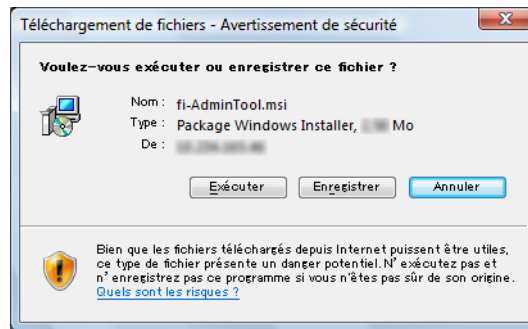 Téléchargement de fichiers - Avertissement de sécurité
Voulez-vous exécuter ou enregistrer ce fichier ?
Nom : fi-AdminTool.msi
Type : Package Windows Installer, Mo
De :
Exécuter Enregistrer Annuler
Bien que les fichiers téléchargés depuis Internet puissent être utiles,
ce type de fichier présente un danger potentiel. N' exécutez pas et
n' enregistrez pas ce programme si vous n'êtes pas sûr de son origine.
Quels sont les risques ?